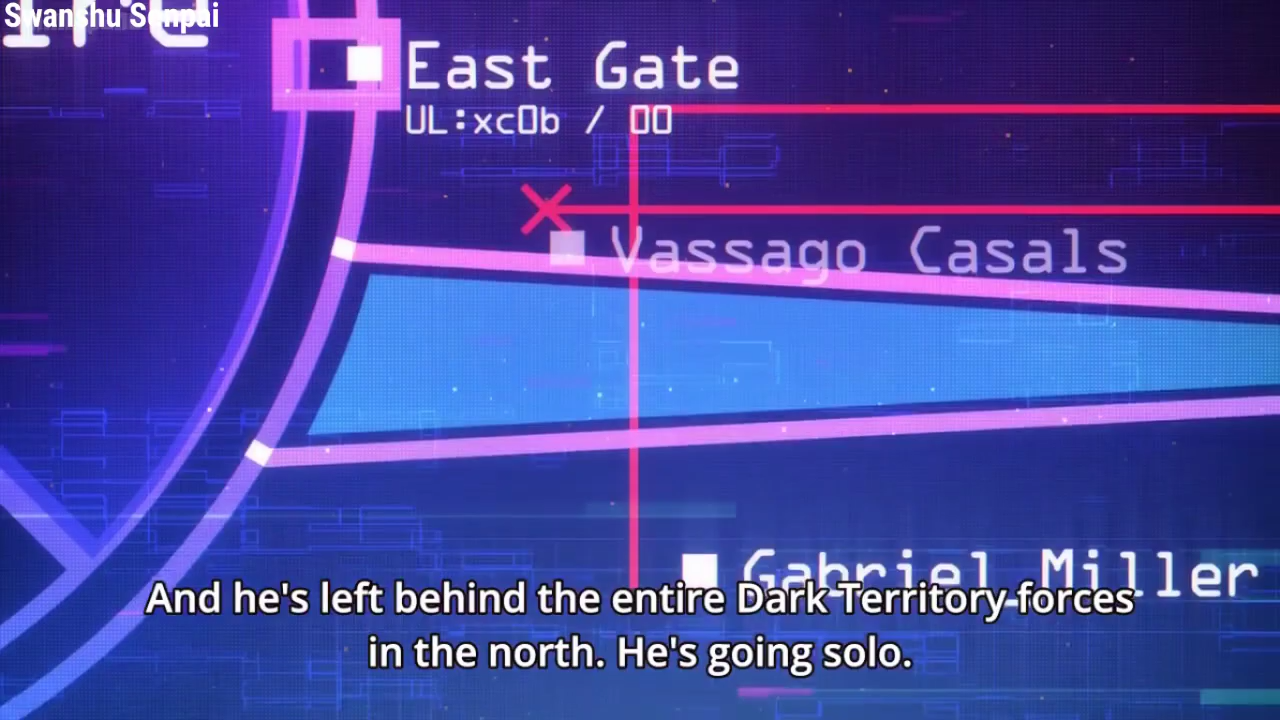 Swanshu Senpai
East Gate
UL:xc0b / 00
Vassago Casals
Gabriel Miller
And he's left behind the entire Dark Territory forces
in the north. He's going solo.